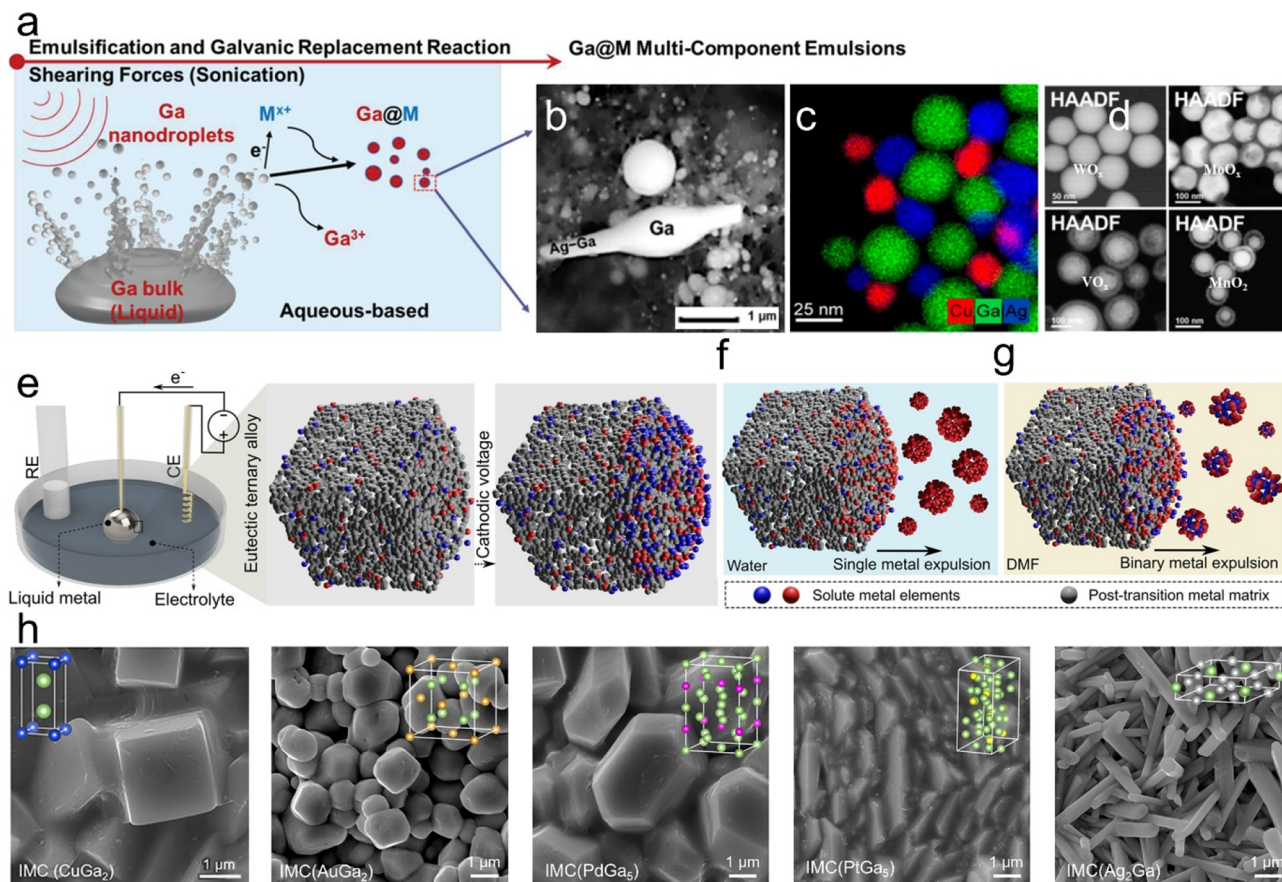 a
Emulsification and Galvanic Replacement Reaction
Ga@M Multi-Component Emulsions
Shearing Forces (Sonication)
Ga
nanodroplets
Mˣ⁺
e⁻
Ga@M
Ga³⁺
Ga bulk
(Liquid)
Aqueous-based
b
Ag–Ga
Ga
1 µm
c
25 nm
Cu Ga Ag
d
HAADF
WOₓ
50 nm
HAADF
MoOₓ
100 nm
HAADF
VOₓ
100 nm
HAADF
MnO₂
100 nm
e
e⁻
RE
CE
−
+
Liquid metal
Electrolyte
Eutectic ternary alloy
Cathodic voltage
f
Water
Single metal expulsion
g
DMF
Binary metal expulsion
Solute metal elements
Post-transition metal matrix
h
IMC (CuGa₂)
1 µm
IMC(AuGa₂)
1 µm
IMC(PdGa₅)
1 µm
IMC(PtGa₅)
1 µm
IMC(Ag₂Ga)
1 µm